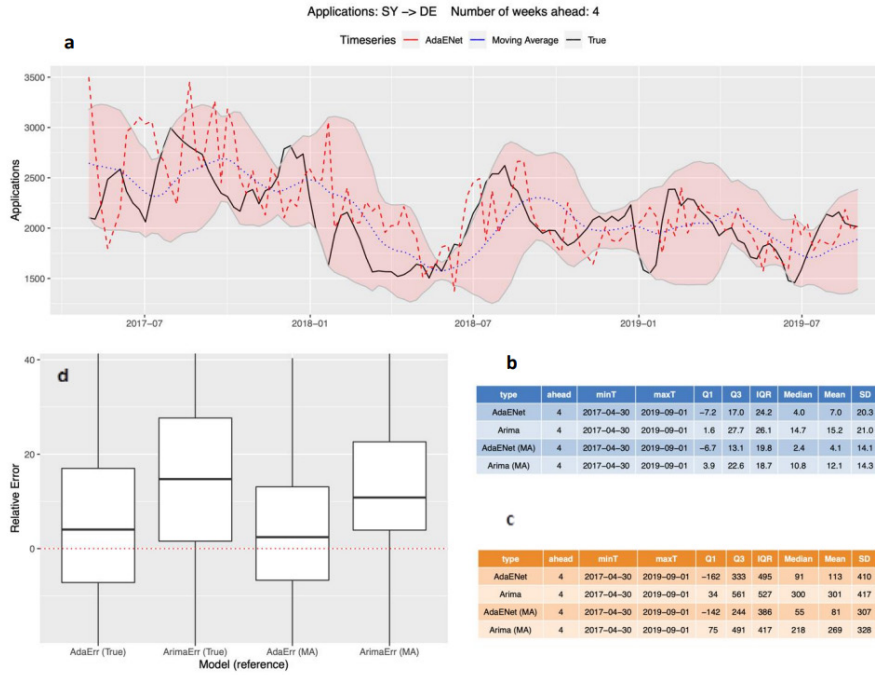 Applications: SY –> DE Number of weeks ahead: 4
a
Timeseries AdaENet Moving Average True
3500
3000
2500
2000
1500
Applications
2017–07 2018–01 2018–07 2019–01 2019–07
d
40
20
0
Relative Error
AdaErr (True) ArimaErr (True) AdaErr (MA) ArimaErr (MA)
Model (reference)
b
type ahead minT maxT Q1 Q3 IQR Median Mean SD
AdaENet 4 2017–04–30 2019–09–01 –7.2 17.0 24.2 4.0 7.0 20.3
Arima 4 2017–04–30 2019–09–01 1.6 27.7 26.1 14.7 15.2 21.0
AdaENet (MA) 4 2017–04–30 2019–09–01 –6.7 13.1 19.8 2.4 4.1 14.1
Arima (MA) 4 2017–04–30 2019–09–01 3.9 22.6 18.7 10.8 12.1 14.3
c
type ahead minT maxT Q1 Q3 IQR Median Mean SD
AdaENet 4 2017–04–30 2019–09–01 –162 333 495 91 113 410
Arima 4 2017–04–30 2019–09–01 34 561 527 300 301 417
AdaENet (MA) 4 2017–04–30 2019–09–01 –142 244 386 55 81 307
Arima (MA) 4 2017–04–30 2019–09–01 75 491 417 218 269 328